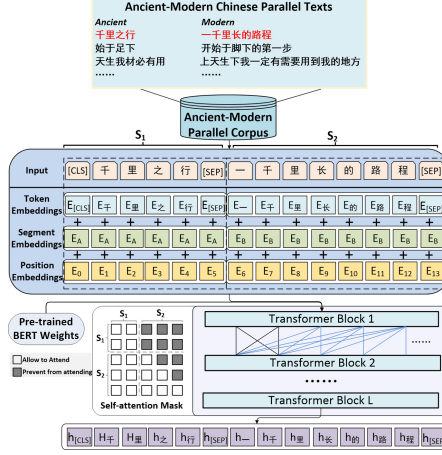 Ancient-Modern Chinese Parallel Texts
Ancient Modern
千里之行 一千里长的路程
始于足下 开始于脚下的第一步
天生我材必有用 上天生下我一定有需要用到我的地方
…… ……
Ancient-Modern
Parallel Corpus
S1 S2
Input [CLS] 千 里 之 行 [SEP] 一 千 里 长 的 路 程 [SEP]
Token Embeddings E[CLS] E千 E里 E之 E行 E[SEP] E一 E千 E里 E长 E的 E路 E程 E[SEP]
+ + + + + + + + + + + + + +
Segment Embeddings EA EA EA EA EA EA EB EB EB EB EB EB EB EB
+ + + + + + + + + + + + + +
Position Embeddings E0 E1 E2 E3 E4 E5 E6 E7 E8 E9 E10 E11 E12 E13
Pre-trained
BERT Weights
Allow to Attend
Prevent from attending
S1 S2
S1
S2
Self-attention Mask
Transformer Block 1
……
Transformer Block 2
……
Transformer Block L
h[CLS] H千 H里 h之 h行 h[SEP] h一 h千 h里 h长 h的 h路 h程 h[SEP]